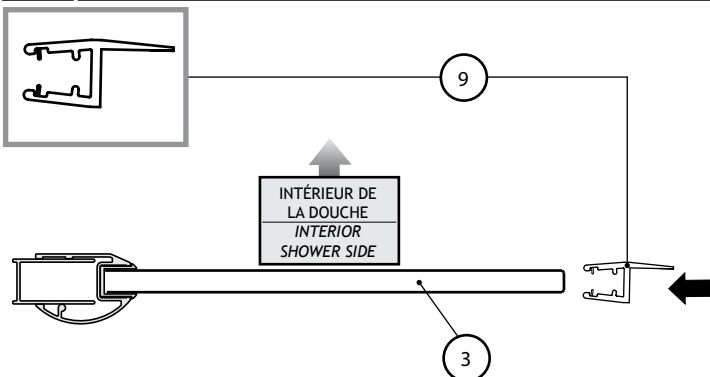 9
INTÉRIEUR DE
LA DOUCHE
INTERIOR
SHOWER SIDE
3